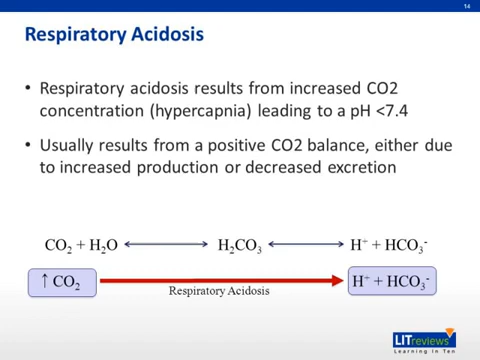 14
Respiratory Acidosis
• Respiratory acidosis results from increased CO2
concentration (hypercapnia) leading to a pH <7.4
• Usually results from a positive CO2 balance, either due
to increased production or decreased excretion
CO₂ + H₂O H₂CO₃ H⁺ + HCO₃⁻
↑ CO₂ Respiratory Acidosis H⁺ + HCO₃⁻
LITreviews
Learning In Ten